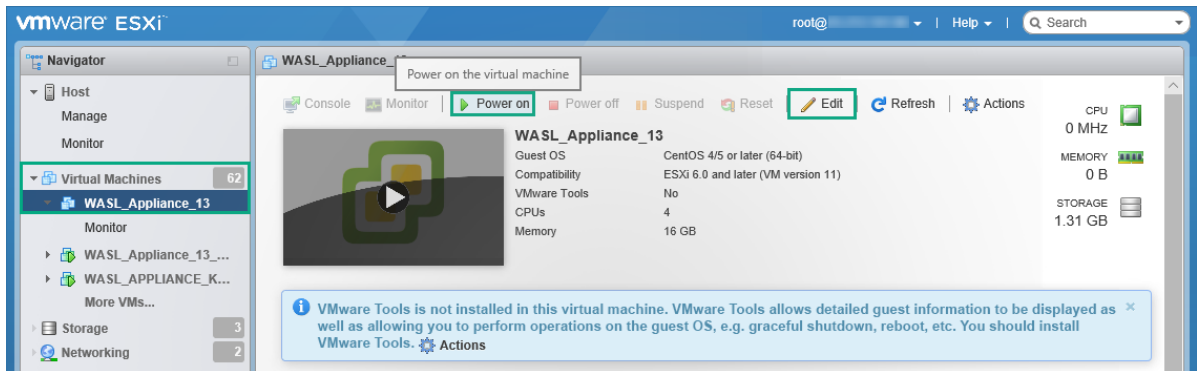 vmware ESXi
root@
Help
Search
Navigator
Host
Manage
Monitor
Virtual Machines 62
WASL_Appliance_13
Monitor
WASL_Appliance_13_...
WASL_APPLIANCE_K...
More VMs...
Storage 3
Networking 2
WASL_Appliance_
Power on the virtual machine
Console Monitor Power on Power off Suspend Reset Edit Refresh Actions
WASL_Appliance_13
Guest OS CentOS 4/5 or later (64-bit)
Compatibility ESXi 6.0 and later (VM version 11)
VMware Tools No
CPUs 4
Memory 16 GB
CPU
0 MHz
MEMORY
0 B
STORAGE
1.31 GB
VMware Tools is not installed in this virtual machine. VMware Tools allows detailed guest information to be displayed as
well as allowing you to perform operations on the guest OS, e.g. graceful shutdown, reboot, etc. You should install
VMware Tools. Actions